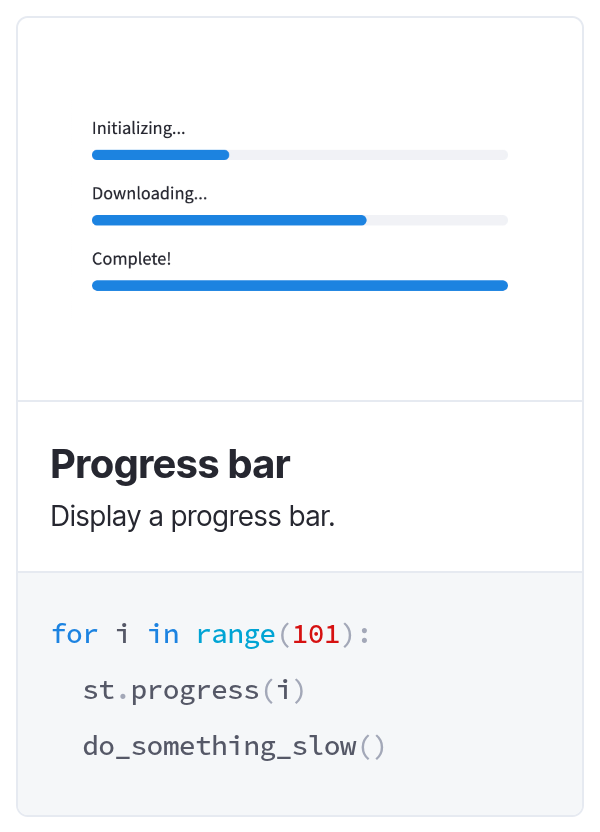 Initializing...
Downloading...
Complete!
Progress bar
Display a progress bar.
for i in range(101):
  st.progress(i)
  do_something_slow()